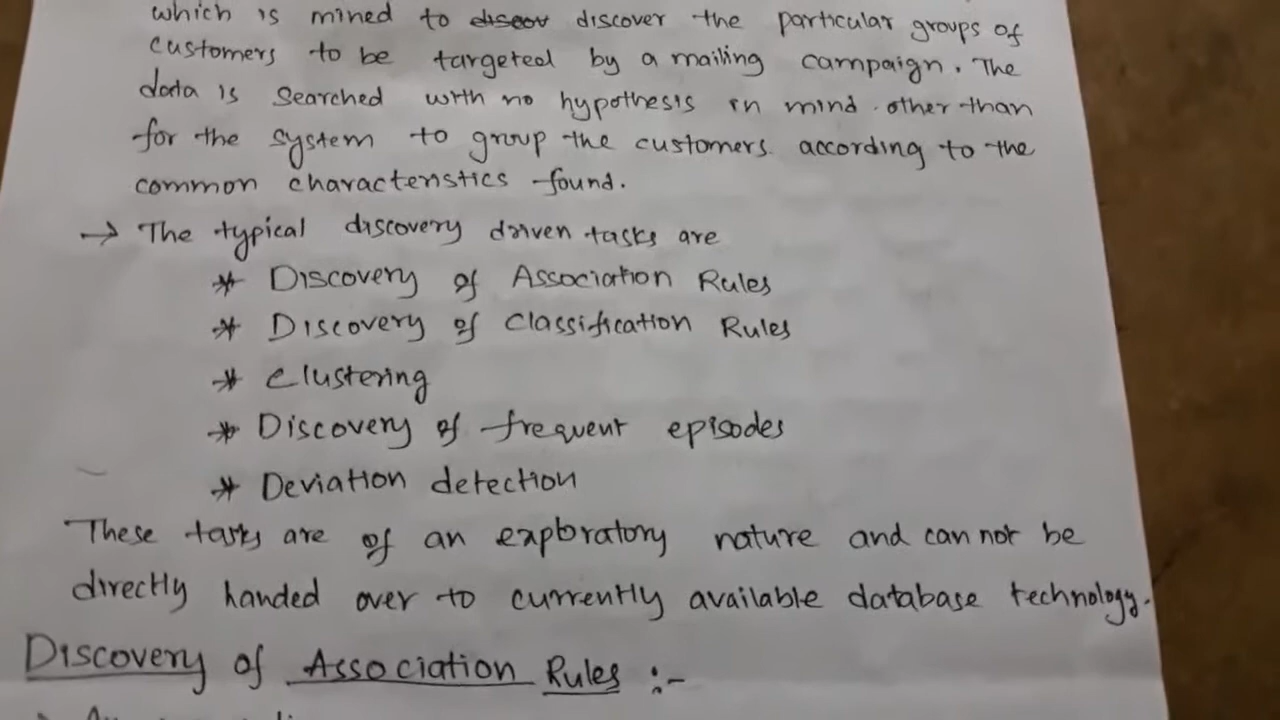 which is mined to discov discover the particular groups of
customers to be targeted by a mailing campaign. The
data is searched with no hypothesis in mind other than
for the system to group the customers according to the
common characteristics found.
→ The typical discovery driven tasks are
* Discovery of Association Rules
* Discovery of Classification Rules
* Clustering
* Discovery of frequent episodes
* Deviation detection
These tasks are of an exploratory nature and can not be
directly handed over to currently available database technology.
Discovery of Association Rules :-